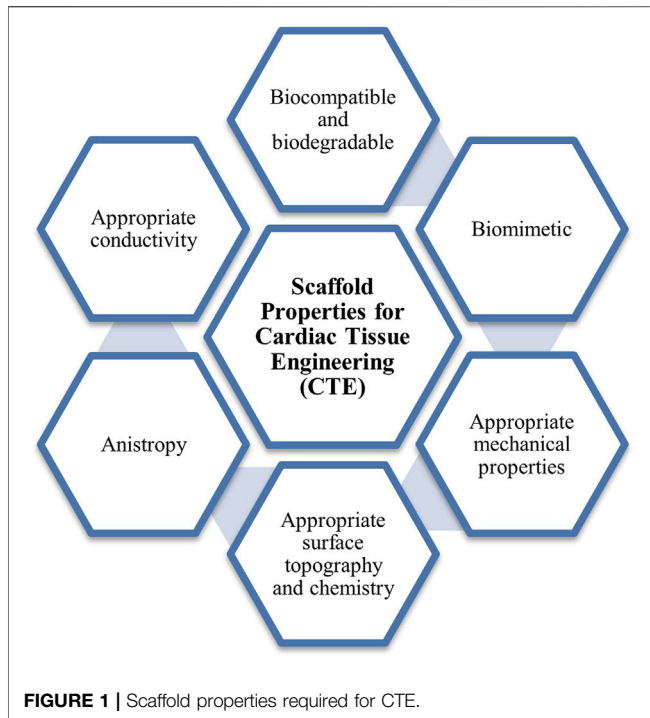 Biocompatible
and
biodegradable
Appropriate
conductivity
Biomimetic
Scaffold
Properties for
Cardiac Tissue
Engineering
(CTE)
Anistropy
Appropriate
mechanical
properties
Appropriate
surface
topography
and chemistry
FIGURE 1 | Scaffold properties required for CTE.